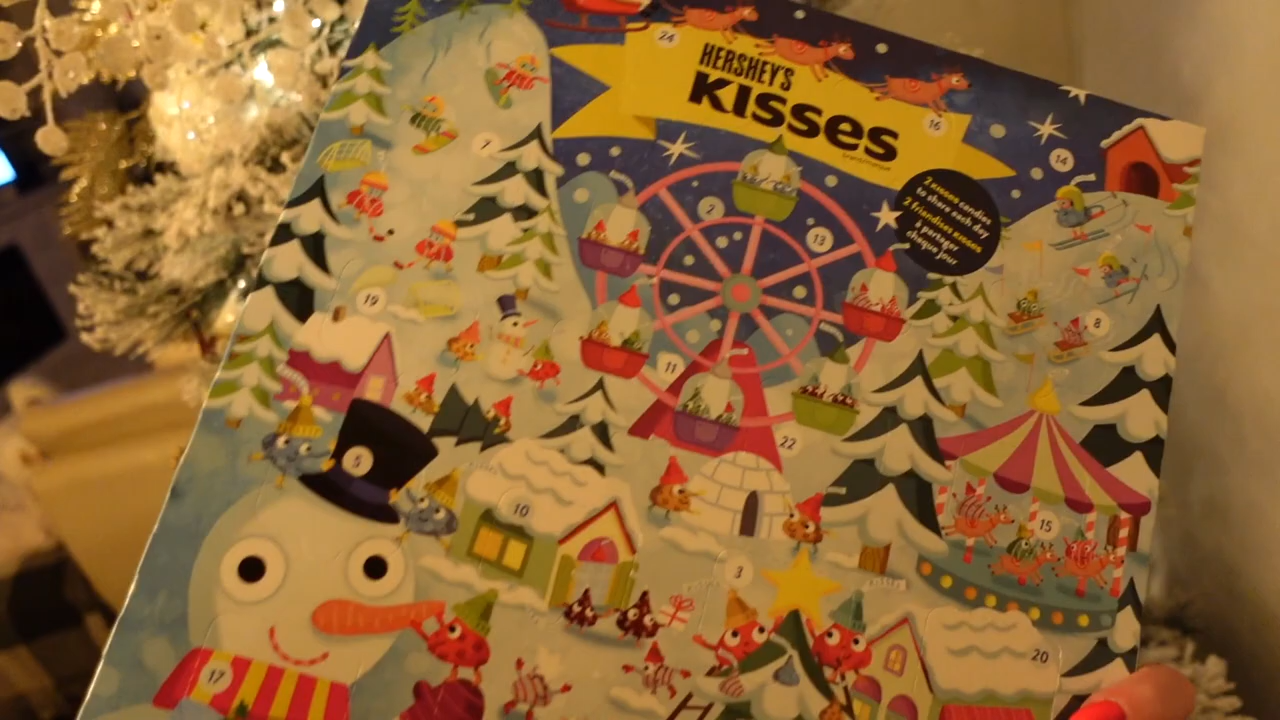 24
HERSHEY'S
KISSES
16
14
2 KISSES candies
to share each day
2 friandises KISSES
à partager
chaque jour
7
2
13
19
8
11
22
5
10
15
3
17
20